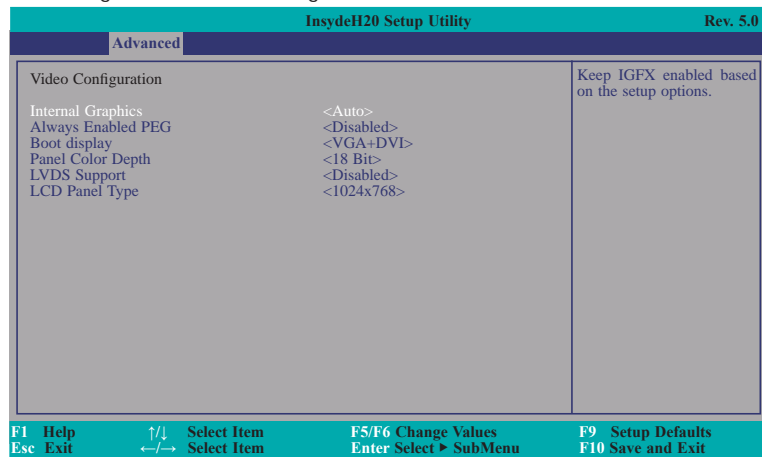 InsydeH20 Setup Utility Rev. 5.0
Advanced
Video Configuration
Keep IGFX enabled based
on the setup options.
Internal Graphics <Auto>
Always Enabled PEG <Disabled>
Boot display <VGA+DVI>
Panel Color Depth <18 Bit>
LVDS Support <Disabled>
LCD Panel Type <1024x768>
F1 Help ↑/↓ Select Item F5/F6 Change Values F9 Setup Defaults
Esc Exit ←/→ Select Item Enter Select ▶ SubMenu F10 Save and Exit